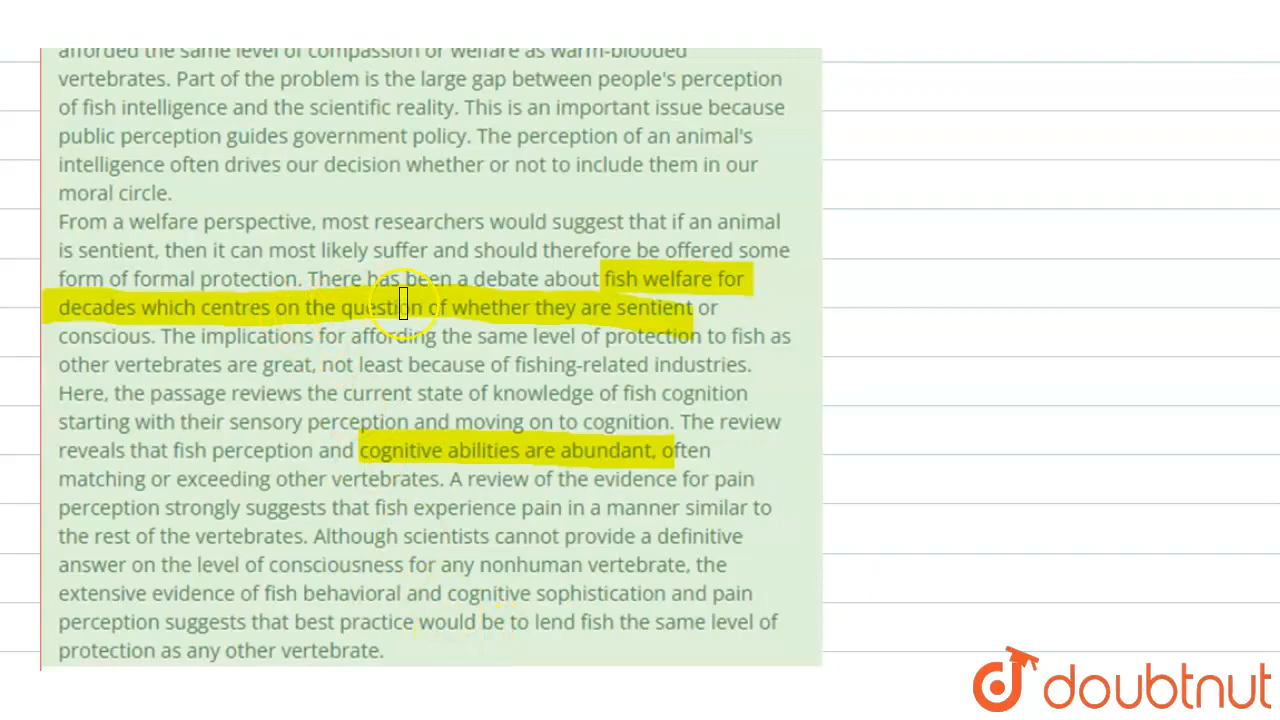 afforded the same level of compassion or welfare as warm-blooded
vertebrates. Part of the problem is the large gap between people's perception
of fish intelligence and the scientific reality. This is an important issue because
public perception guides government policy. The perception of an animal's
intelligence often drives our decision whether or not to include them in our
moral circle.
From a welfare perspective, most researchers would suggest that if an animal
is sentient, then it can most likely suffer and should therefore be offered some
form of formal protection. There has been a debate about fish welfare for
decades which centres on the question of whether they are sentient or
conscious. The implications for affording the same level of protection to fish as
other vertebrates are great, not least because of fishing-related industries.
Here, the passage reviews the current state of knowledge of fish cognition
starting with their sensory perception and moving on to cognition. The review
reveals that fish perception and cognitive abilities are abundant, often
matching or exceeding other vertebrates. A review of the evidence for pain
perception strongly suggests that fish experience pain in a manner similar to
the rest of the vertebrates. Although scientists cannot provide a definitive
answer on the level of consciousness for any nonhuman vertebrate, the
extensive evidence of fish behavioral and cognitive sophistication and pain
perception suggests that best practice would be to lend fish the same level of
protection as any other vertebrate.
doubtnut